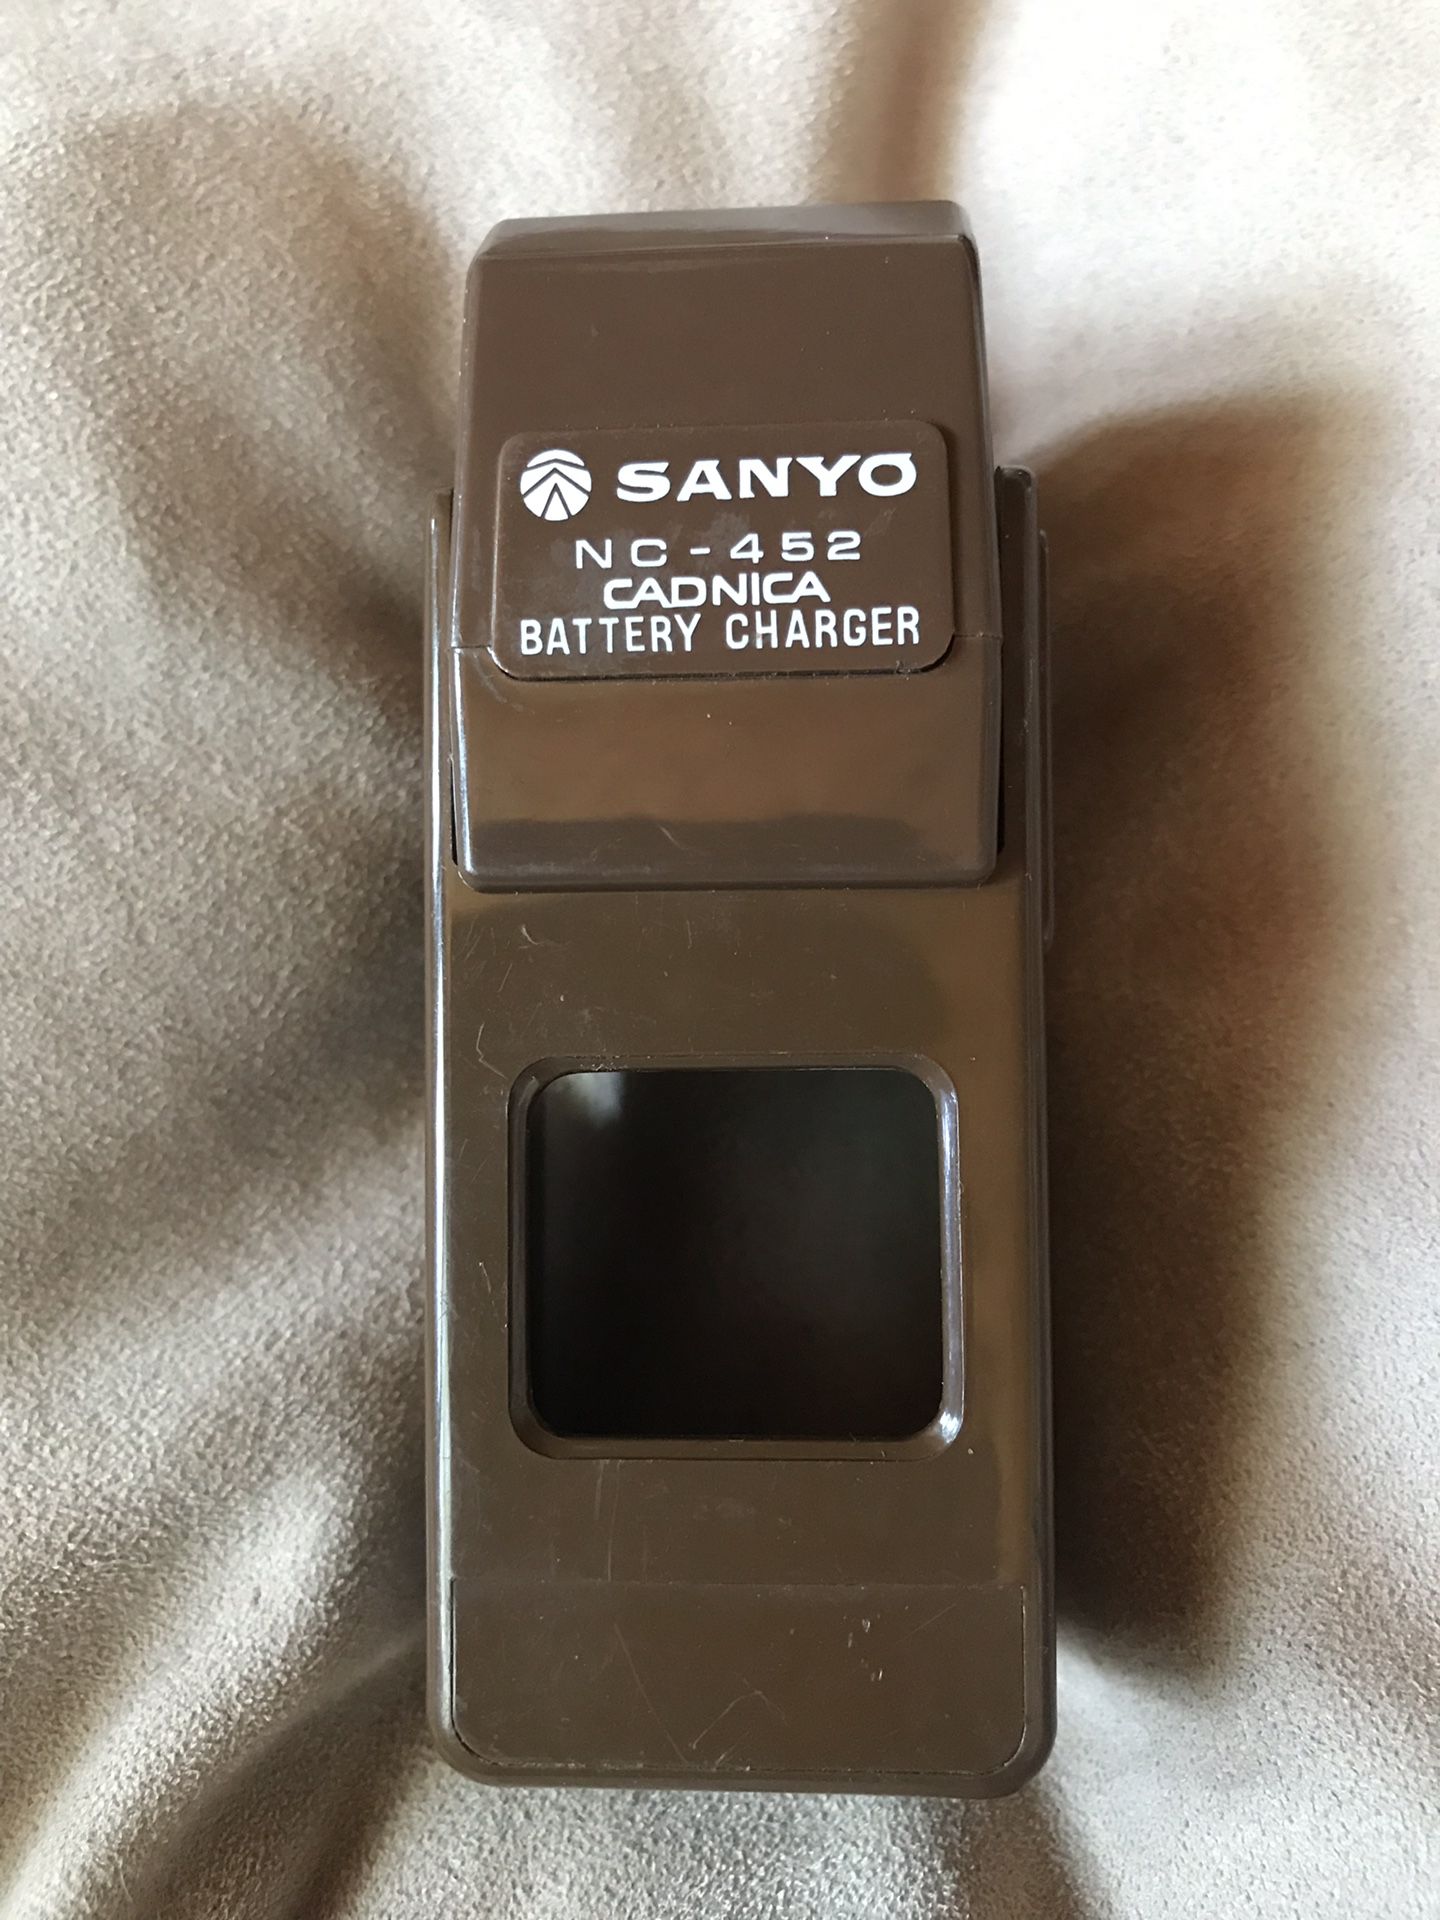 SANYO
NC-452
CADNICA
BATTERY CHARGER